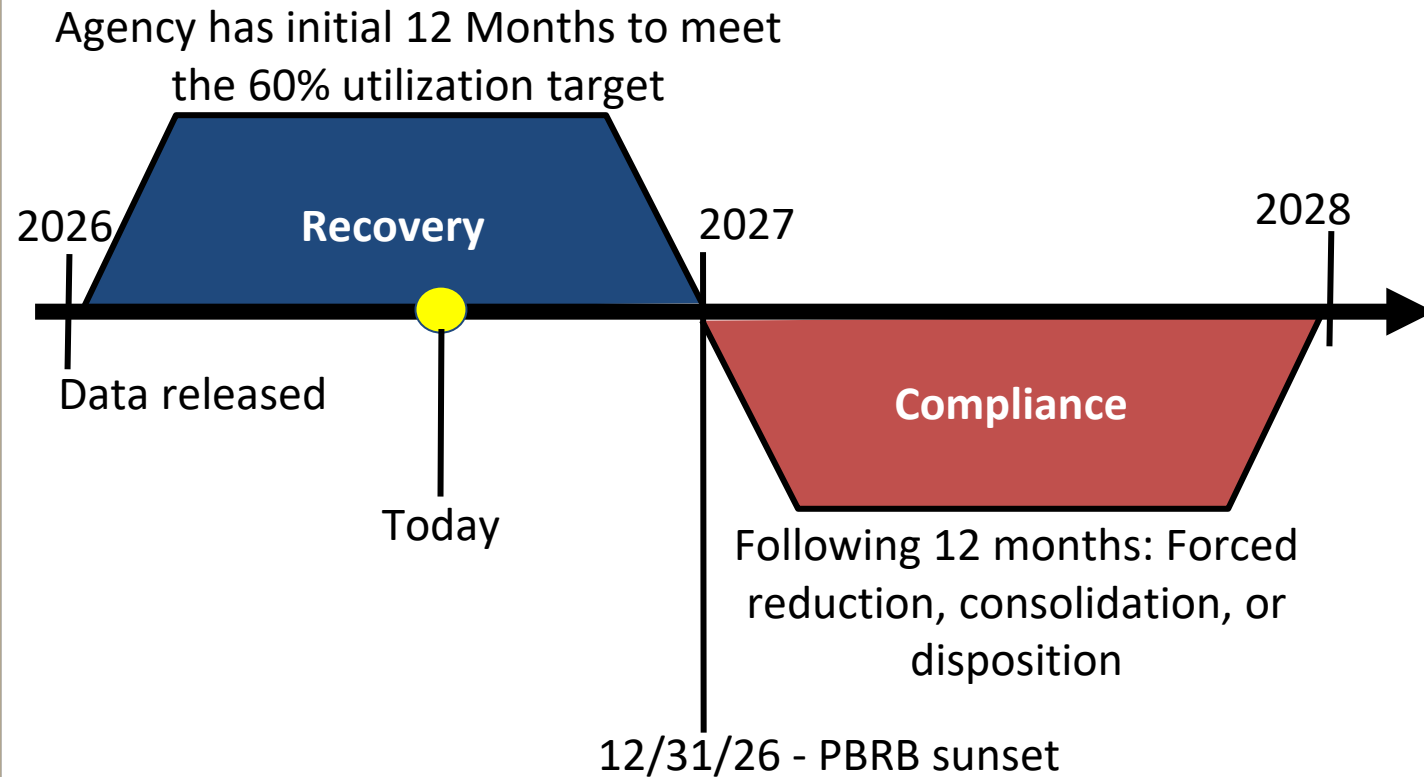 Agency has initial 12 Months to meet
the 60% utilization target
2026
Recovery
2027
2028
Data released
Compliance
Today
Following 12 months: Forced
reduction, consolidation, or
disposition
12/31/26 - PBRB sunset